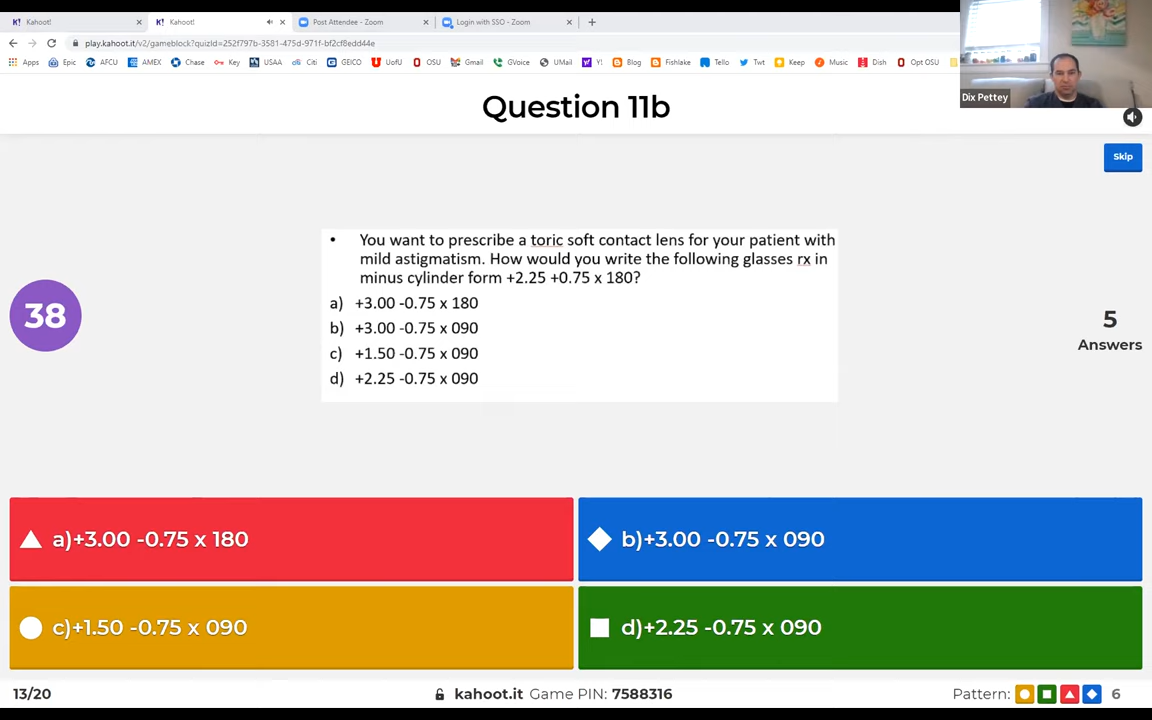 Kahoot!
Kahoot!
Post Attendee - Zoom
Login with SSO - Zoom
play.kahoot.it/v2/gameblock?quizId=252f797b-3581-475d-971f-bf2cf8edd44e
Apps Epic AFCU AMEX Chase Key USAA Citi GEICO UofU OSU Gmail GVoice UMail Y! Blog Fishlake Tello Twt Keep Music Dish Opt OSU
Dix Pettey
Question 11b
Skip
• You want to prescribe a toric soft contact lens for your patient with
mild astigmatism. How would you write the following glasses rx in
minus cylinder form +2.25 +0.75 x 180?
a) +3.00 -0.75 x 180
b) +3.00 -0.75 x 090
c) +1.50 -0.75 x 090
d) +2.25 -0.75 x 090
38
5
Answers
a)+3.00 -0.75 x 180
b)+3.00 -0.75 x 090
c)+1.50 -0.75 x 090
d)+2.25 -0.75 x 090
13/20
kahoot.it Game PIN: 7588316
Pattern: 6